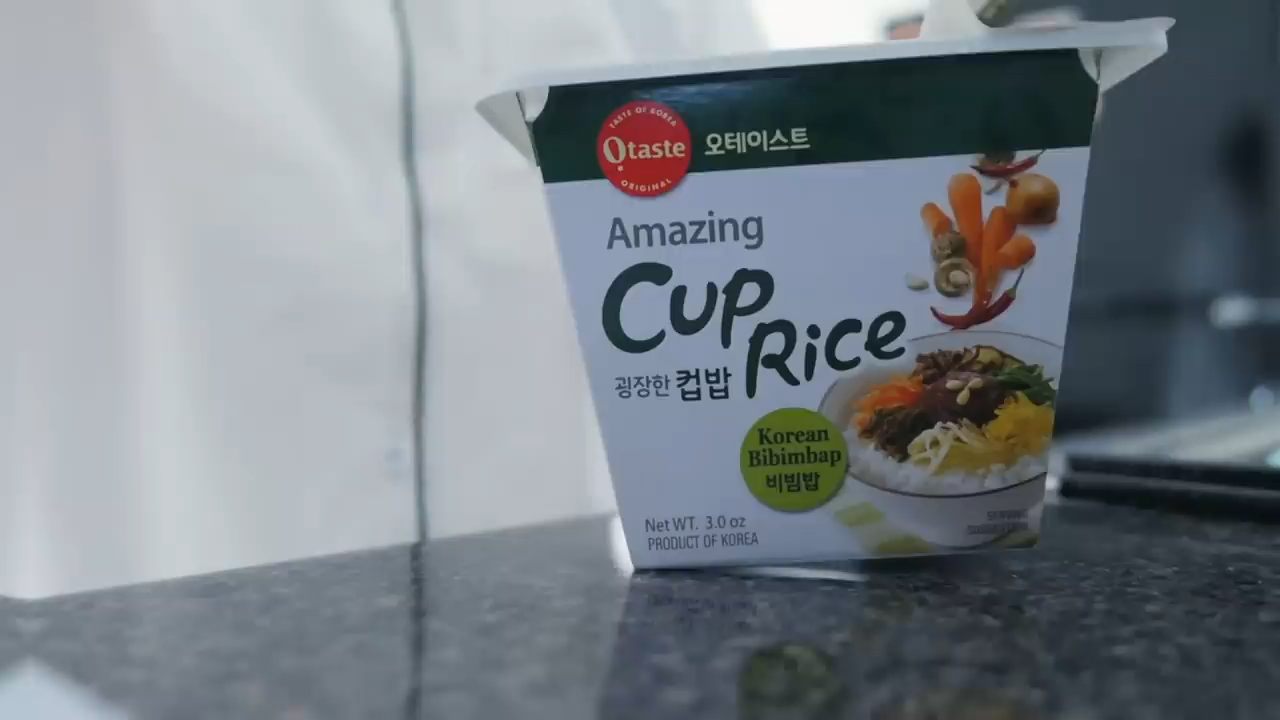 TASTE OF KOREA
O'taste
ORIGINAL
오테이스트
Amazing
Cup
Rice
굉장한 컵밥
Korean
Bibimbap
비빔밥
Net WT. 3.0 oz
PRODUCT OF KOREA